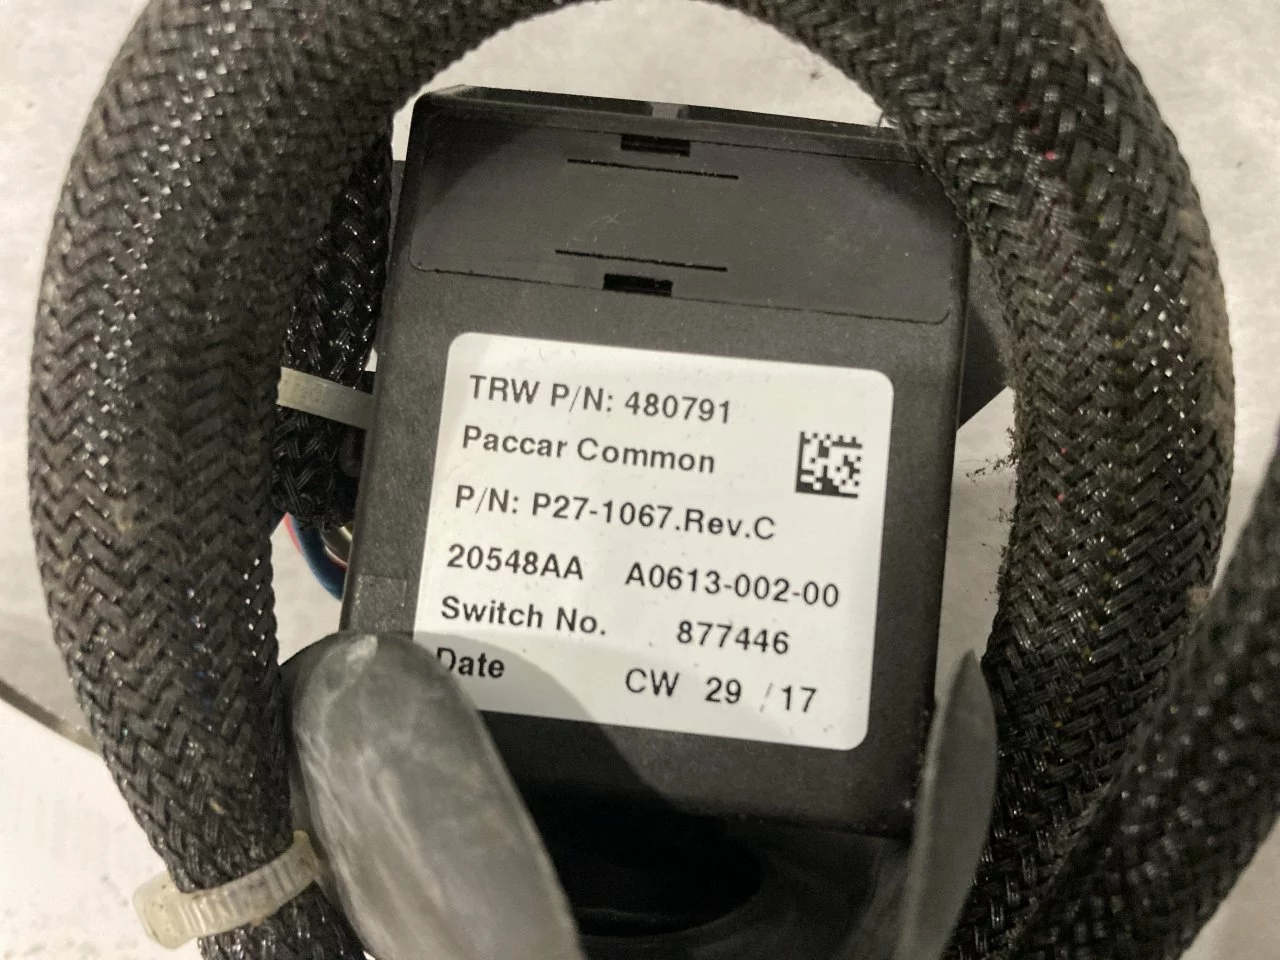 TRW P/N: 480791
Paccar Common
P/N: P27-1067.Rev.C
20548AA A0613-002-00
Switch No. 877446
Date CW 29 /17